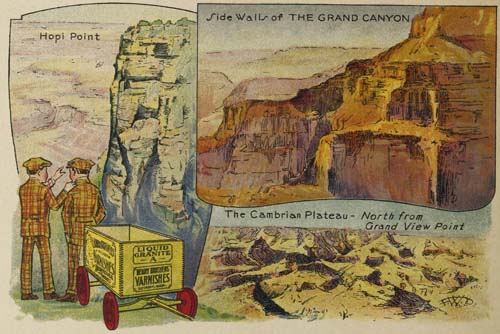 Hopi Point
Side Walls of THE GRAND CANYON
The Cambrian Plateau - North from
Grand View Point
LIQUID
GRANITE
A
BERRY BROTHERS
VARNISHES